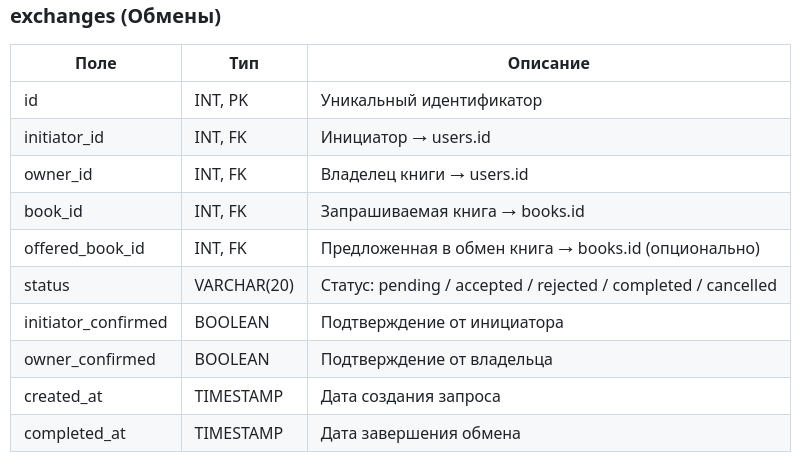 exchanges (Обмены)
Поле Тип Описание
id INT, PK Уникальный идентификатор
initiator_id INT, FK Инициатор → users.id
owner_id INT, FK Владелец книги → users.id
book_id INT, FK Запрашиваемая книга → books.id
offered_book_id INT, FK Предложенная в обмен книга → books.id (опционально)
status VARCHAR(20) Статус: pending / accepted / rejected / completed / cancelled
initiator_confirmed BOOLEAN Подтверждение от инициатора
owner_confirmed BOOLEAN Подтверждение от владельца
created_at TIMESTAMP Дата создания запроса
completed_at TIMESTAMP Дата завершения обмена